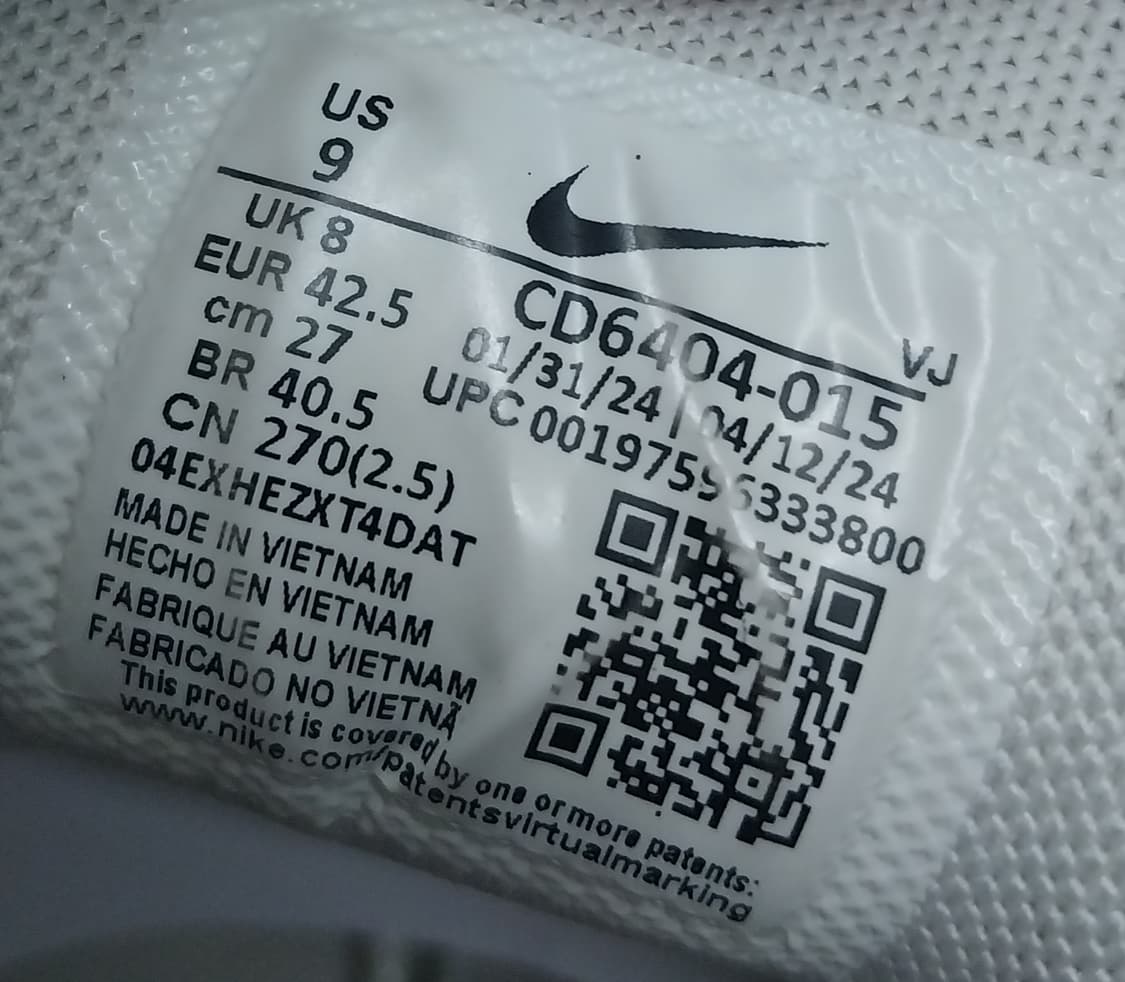 US
9
UK 8
EUR 42.5
cm 27
BR 40.5
CN 270(2.5)
04EXHEZXT4DAT
MADE IN VIETNAM
HECHO EN VIETNAM
FABRIQUE AU VIETNAM
FABRICADO NO VIETNÃ
This product is covered by one or more patents:
www.nike.com/patentsvirtualmarking
VJ
CD6404-015
01/31/24 | 04/12/24
UPC 00197596333800